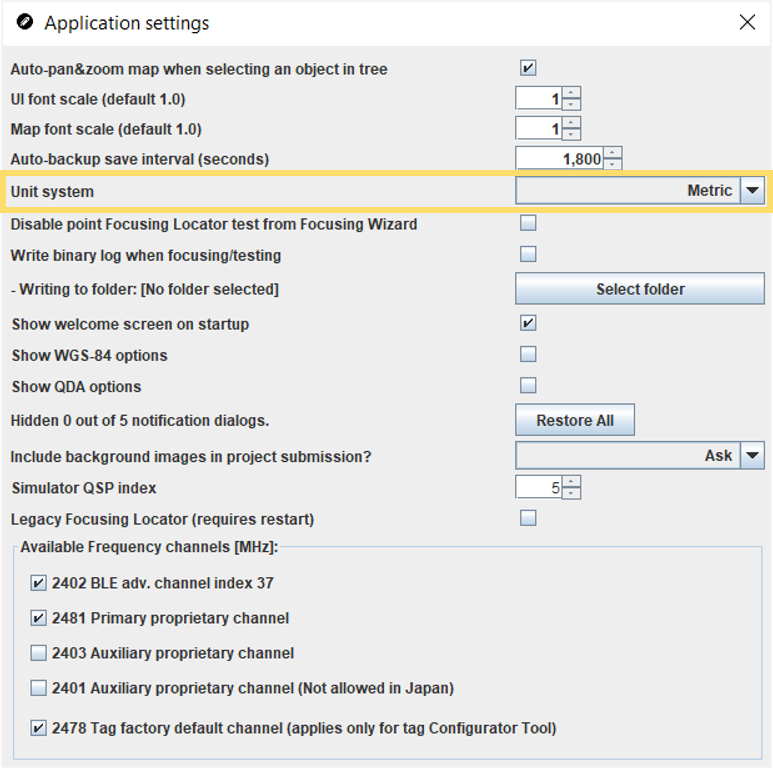 Application settings
Auto-pan&zoom map when selecting an object in tree
UI font scale (default 1.0) 1
Map font scale (default 1.0) 1
Auto-backup save interval (seconds) 1,800
Unit system Metric
Disable point Focusing Locator test from Focusing Wizard
Write binary log when focusing/testing
- Writing to folder: [No folder selected] Select folder
Show welcome screen on startup
Show WGS-84 options
Show QDA options
Hidden 0 out of 5 notification dialogs. Restore All
Include background images in project submission? Ask
Simulator QSP index 5
Legacy Focusing Locator (requires restart)
Available Frequency channels [MHz]:
2402 BLE adv. channel index 37
2481 Primary proprietary channel
2403 Auxiliary proprietary channel
2401 Auxiliary proprietary channel (Not allowed in Japan)
2478 Tag factory default channel (applies only for tag Configurator Tool)